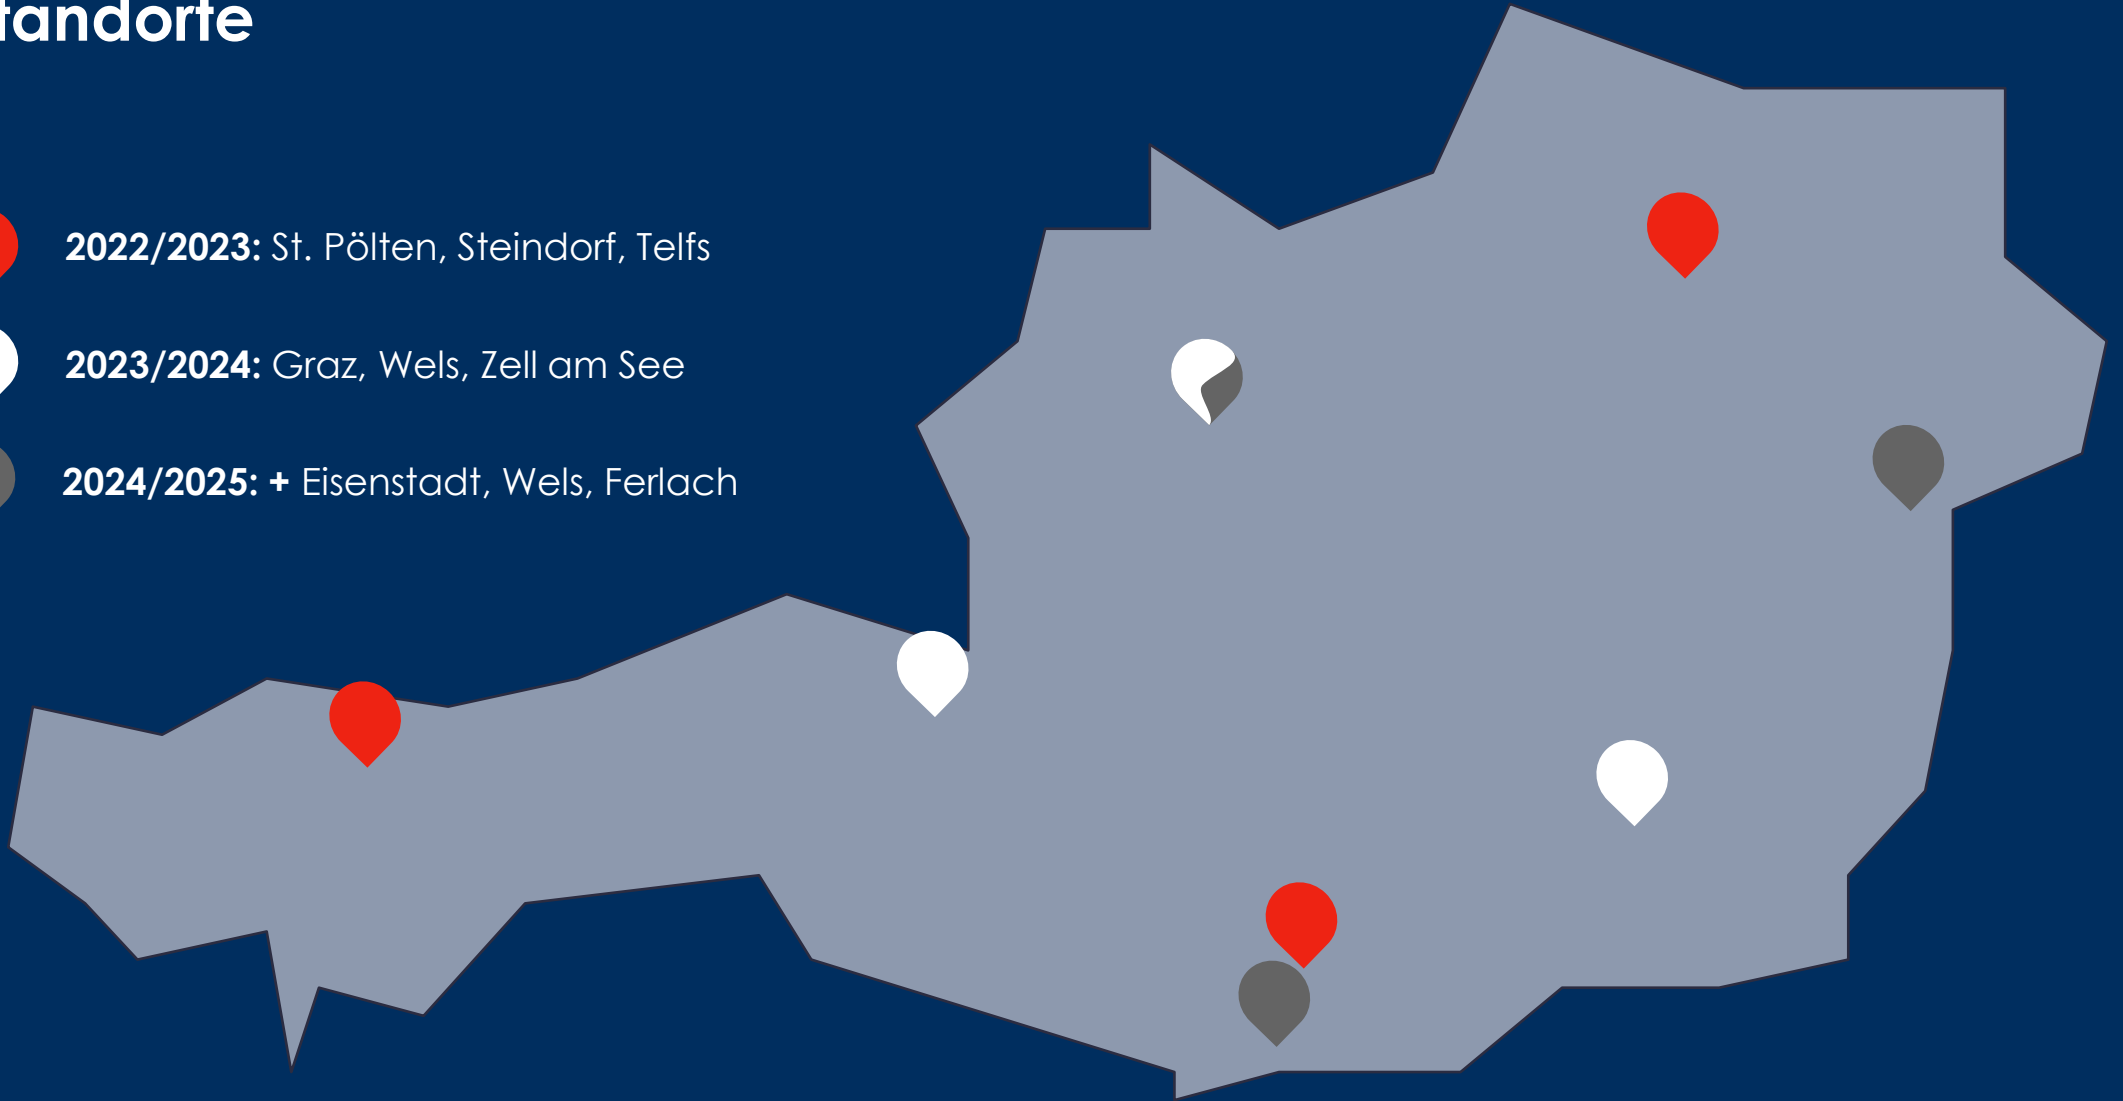 tandorte
2022/2023: St. Pölten, Steindorf, Telfs
2023/2024: Graz, Wels, Zell am See
2024/2025: + Eisenstadt, Wels, Ferlach